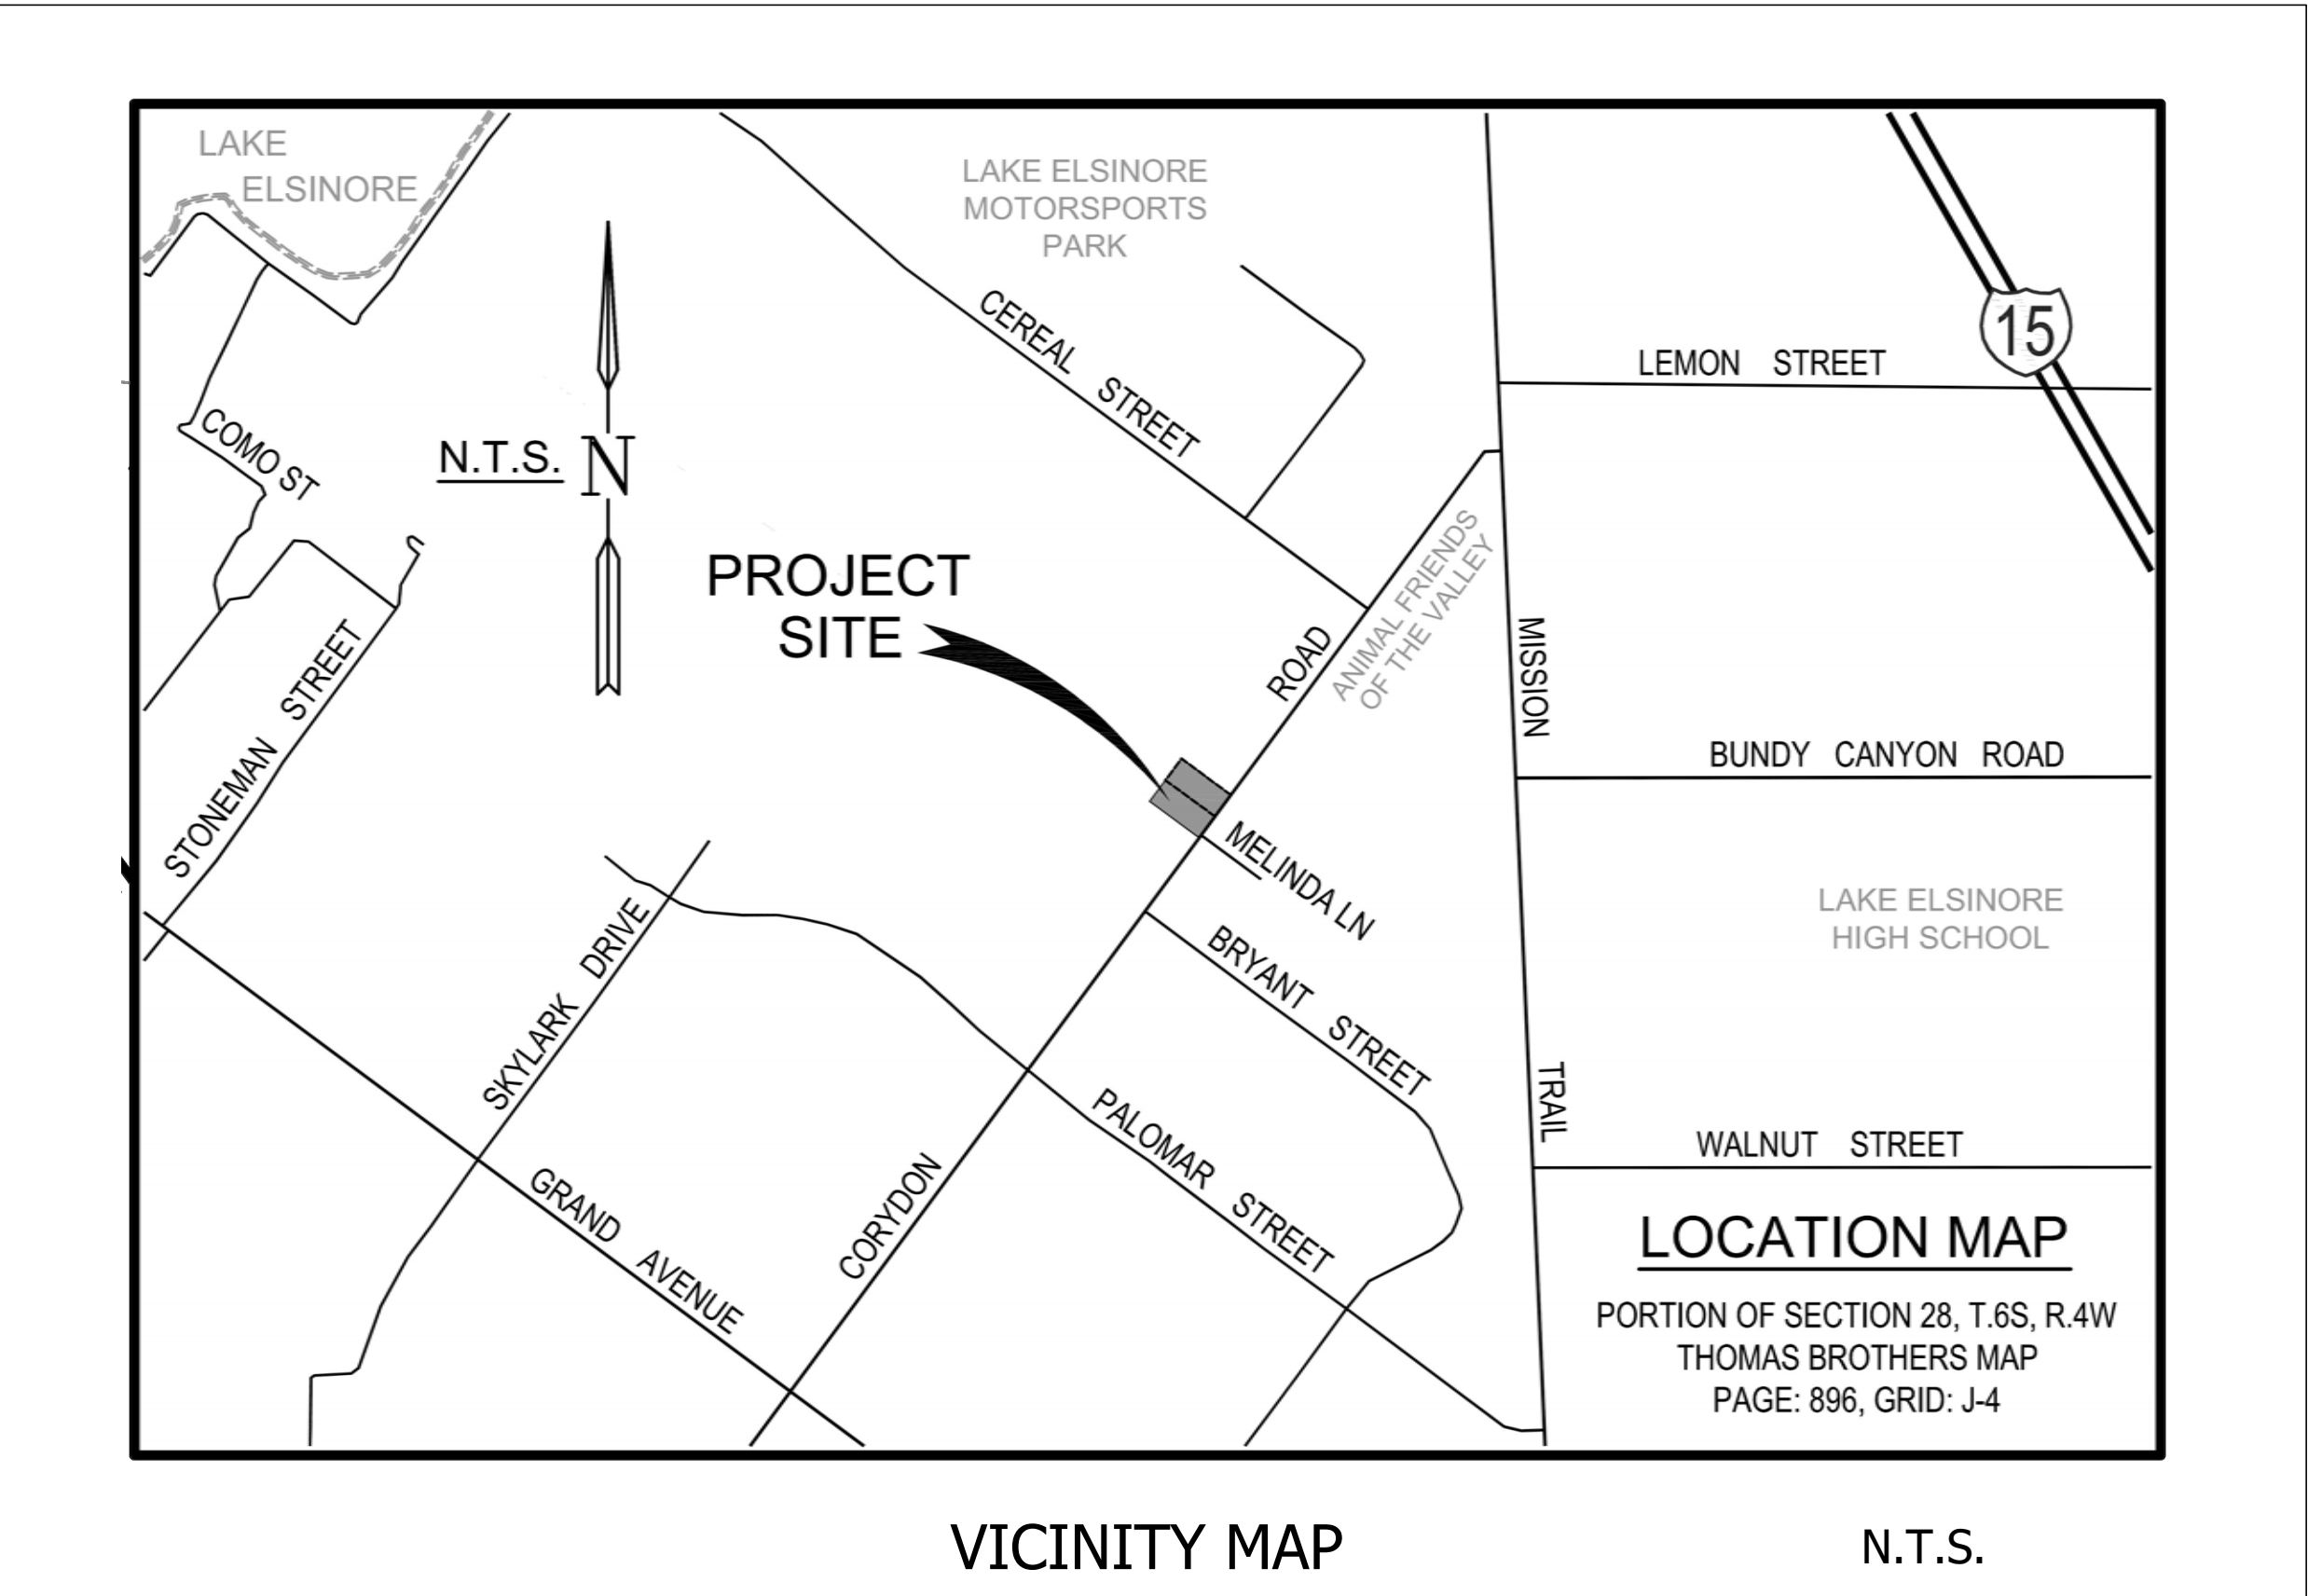 LAKE
ELSINORE
LAKE ELSINORE
MOTORSPORTS
PARK
15
CEREAL STREET
LEMON STREET
COMO ST
N.T.S.
N
ANIMAL FRIENDS
OF THE VALLEY
PROJECT
SITE
ROAD
MISSION
STONEMAN STREET
BUNDY CANYON ROAD
MELINDA LN
LAKE ELSINORE
HIGH SCHOOL
SKYLARK DRIVE
BRYANT STREET
TRAIL
PALOMAR STREET
WALNUT STREET
GRAND AVENUE
CORYDON
LOCATION MAP
PORTION OF SECTION 28, T.6S, R.4W
THOMAS BROTHERS MAP
PAGE: 896, GRID: J-4
VICINITY MAP
N.T.S.